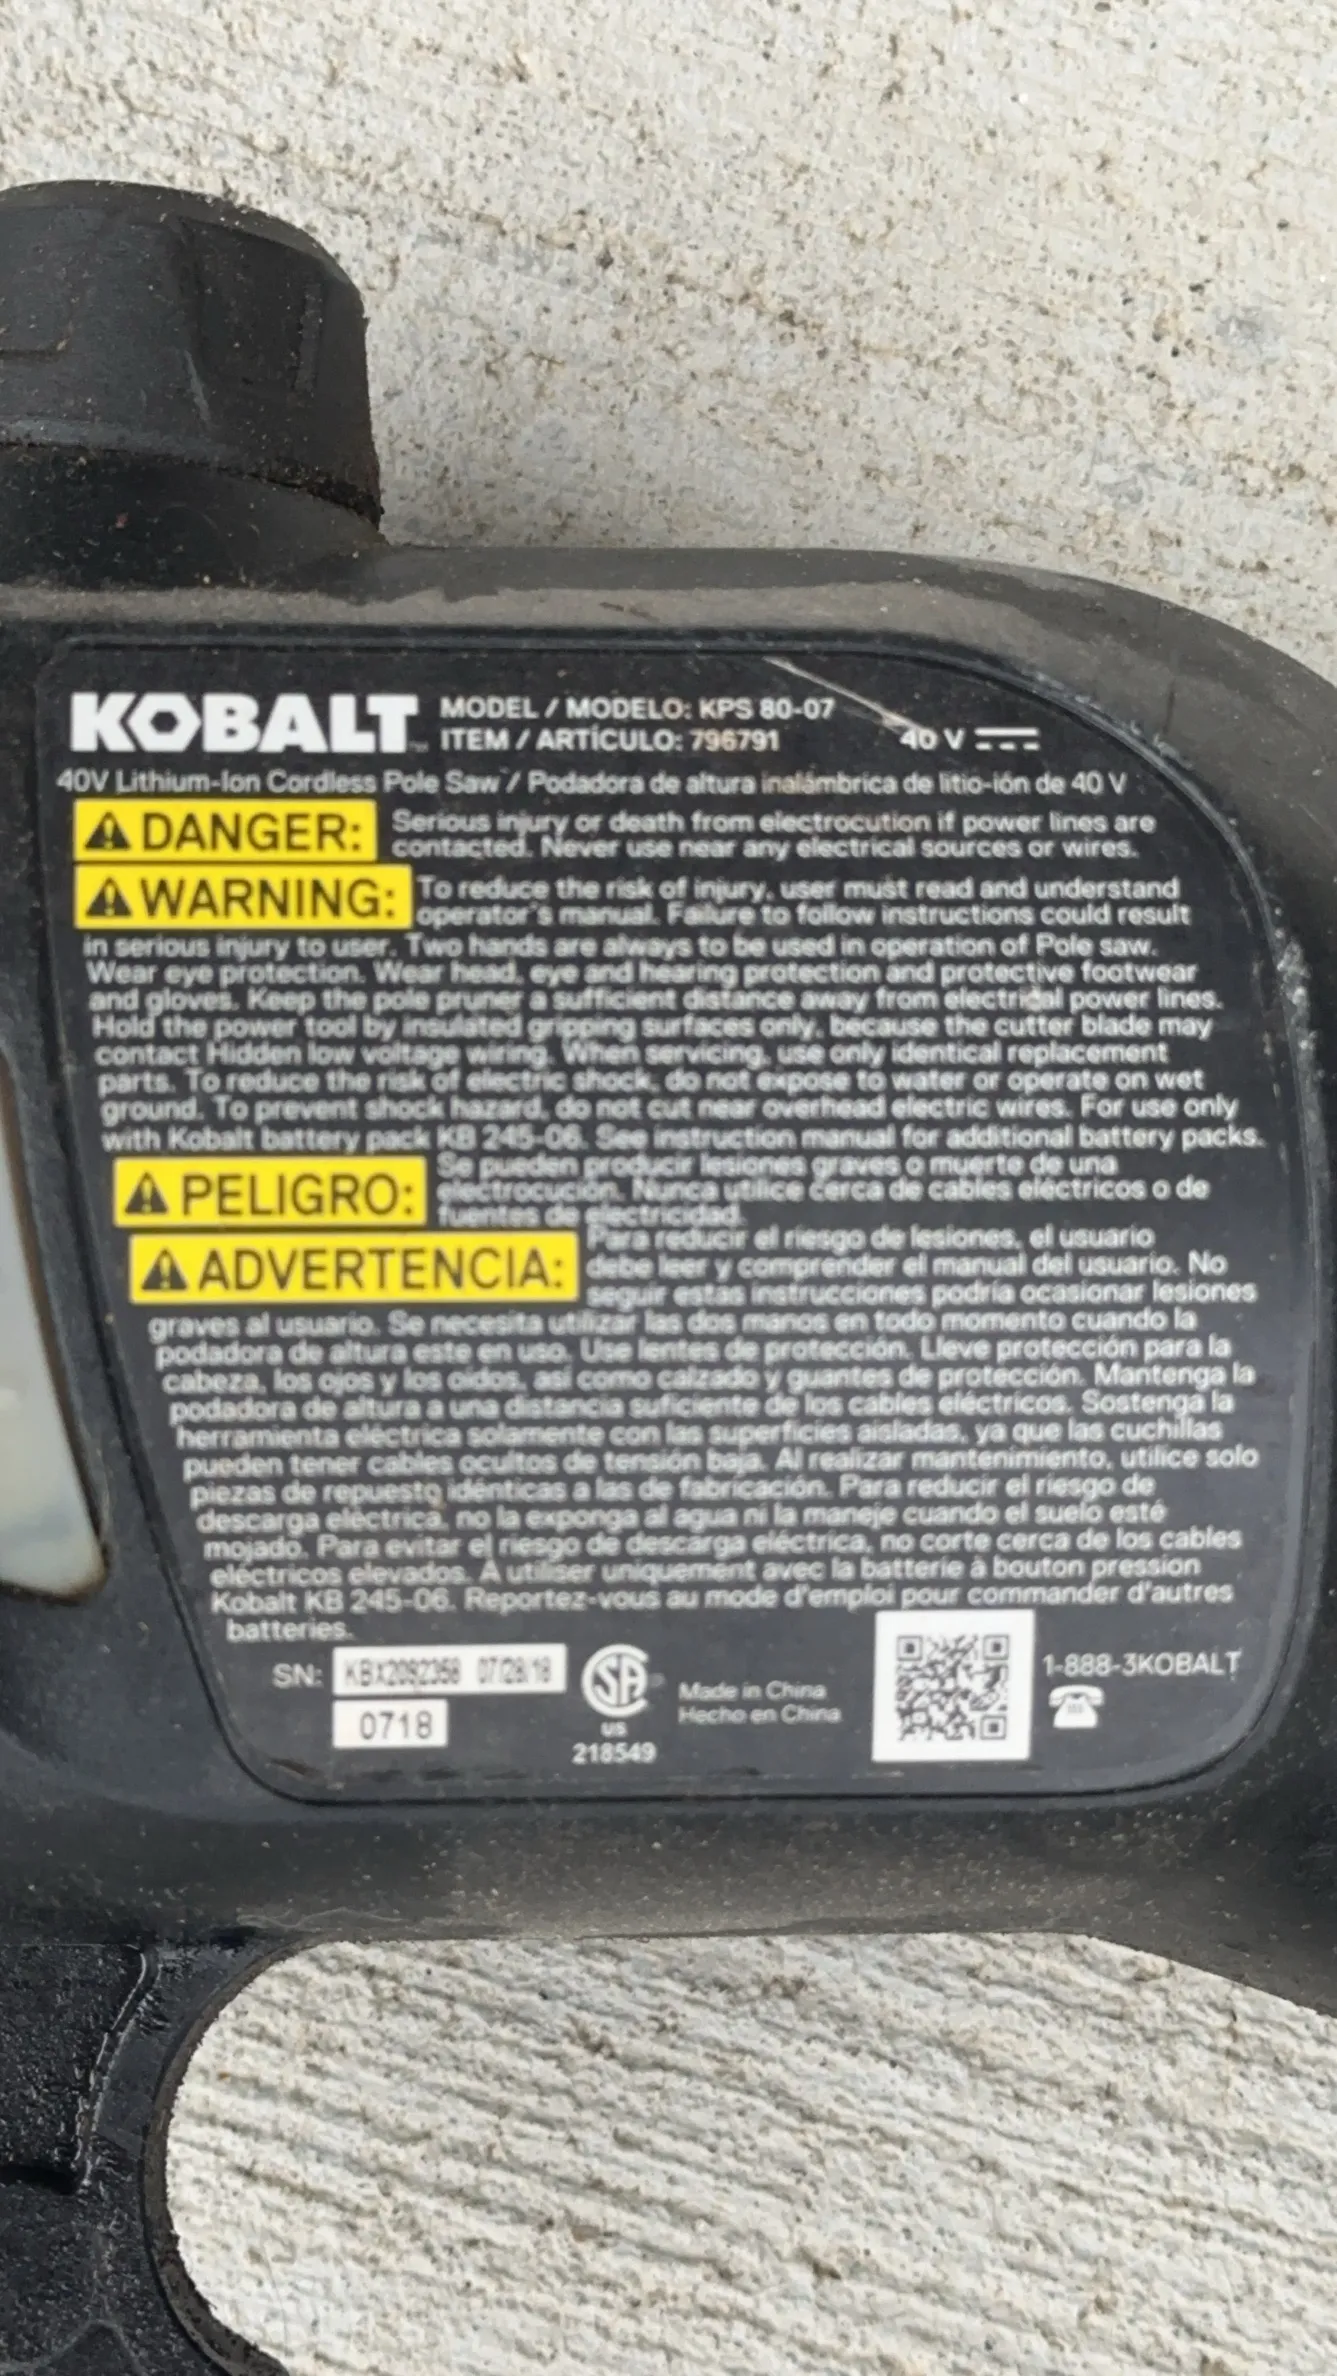 KOBALT MODEL / MODELO: KPS 80-07
ITEM / ARTÍCULO: 796791 40 V
40V Lithium-Ion Cordless Pole Saw / Podadora de altura inalámbrica de litio-ión de 40 V
DANGER: Serious injury or death from electrocution if power lines are
contacted. Never use near any electrical sources or wires.
WARNING: To reduce the risk of injury, user must read and understand
operator's manual. Failure to follow instructions could result
in serious injury to user. Two hands are always to be used in operation of Pole saw.
Wear eye protection. Wear head, eye and hearing protection and protective footwear
and gloves. Keep the pole pruner a sufficient distance away from electrical power lines.
Hold the power tool by insulated gripping surfaces only, because the cutter blade may
contact Hidden low voltage wiring. When servicing, use only identical replacement
parts. To reduce the risk of electric shock, do not expose to water or operate on wet
ground. To prevent shock hazard, do not cut near overhead electric wires. For use only
with Kobalt battery pack KB 245-06. See instruction manual for additional battery packs.
PELIGRO: Se pueden producir lesiones graves o muerte de una
electrocución. Nunca utilice cerca de cables eléctricos o de
fuentes de electricidad.
ADVERTENCIA: Para reducir el riesgo de lesiones, el usuario
debe leer y comprender el manual del usuario. No
seguir estas instrucciones podría ocasionar lesiones
graves al usuario. Se necesita utilizar las dos manos en todo momento cuando la
podadora de altura este en uso. Use lentes de protección. Lleve protección para la
cabeza, los ojos y los oídos, así como calzado y guantes de protección. Mantenga la
podadora de altura a una distancia suficiente de los cables eléctricos. Sostenga la
herramienta eléctrica solamente con las superficies aisladas, ya que las cuchillas
pueden tener cables ocultos de tensión baja. Al realizar mantenimiento, utilice solo
piezas de repuesto idénticas a las de fabricación. Para reducir el riesgo de
descarga eléctrica, no la exponga al agua ni la maneje cuando el suelo esté
mojado. Para evitar el riesgo de descarga eléctrica, no corte cerca de los cables
eléctricos elevados. À utiliser uniquement avec la batterie à bouton pression
Kobalt KB 245-06. Reportez-vous au mode d'emploi pour commander d'autres
batteries.
SN: KBX2092358 07/28/18
0718
US
218549
Made in China
Hecho en China
1-888-3KOBALT